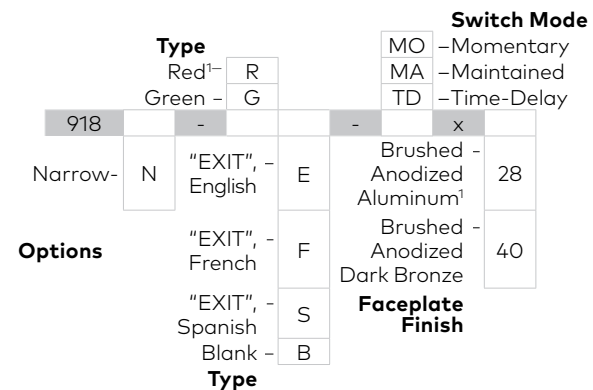 Switch Mode
Type MO –Momentary
Red¹– R MA –Maintained
Green – G TD –Time-Delay
918 - - x
Narrow- N "EXIT", – English E Brushed - Anodized Aluminum¹ 28
Options "EXIT", - French F Brushed - Anodized Dark Bronze 40
"EXIT", - Spanish S Faceplate Finish
Blank – B
Type